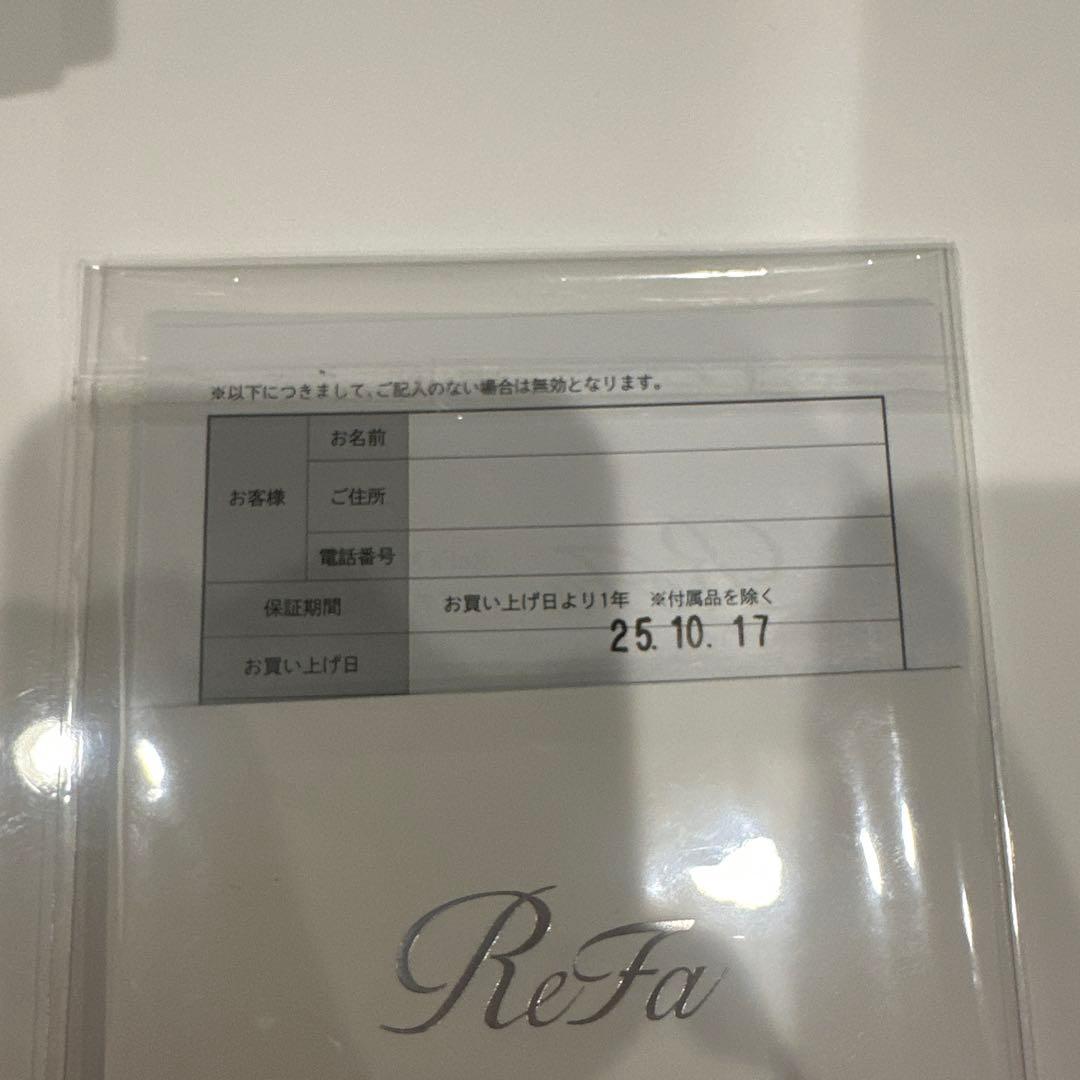 ※以下につきまして、ご記入のない場合は無効となります。
お客様
お名前
ご住所
電話番号
保証期間
お買い上げ日より1年 ※付属品を除く
お買い上げ日
25.10.17
ReFa